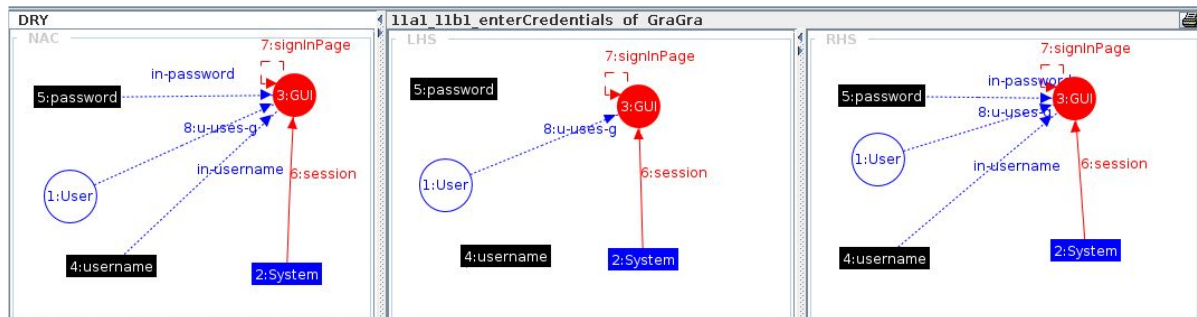 DRY
11a1_11b1_enterCredentials of GraGra
NAC
7:signInPage
in-password
3:GUI
5:password
8:u-uses-g
1:User
in-username
6:session
4:username
2:System
LHS
7:signInPage
5:password
3:GUI
8:u-uses-g
1:User
6:session
4:username
2:System
RHS
7:signInPage
in-password
5:password
3:GUI
8:u-uses-g
1:User
in-username
6:session
4:username
2:System